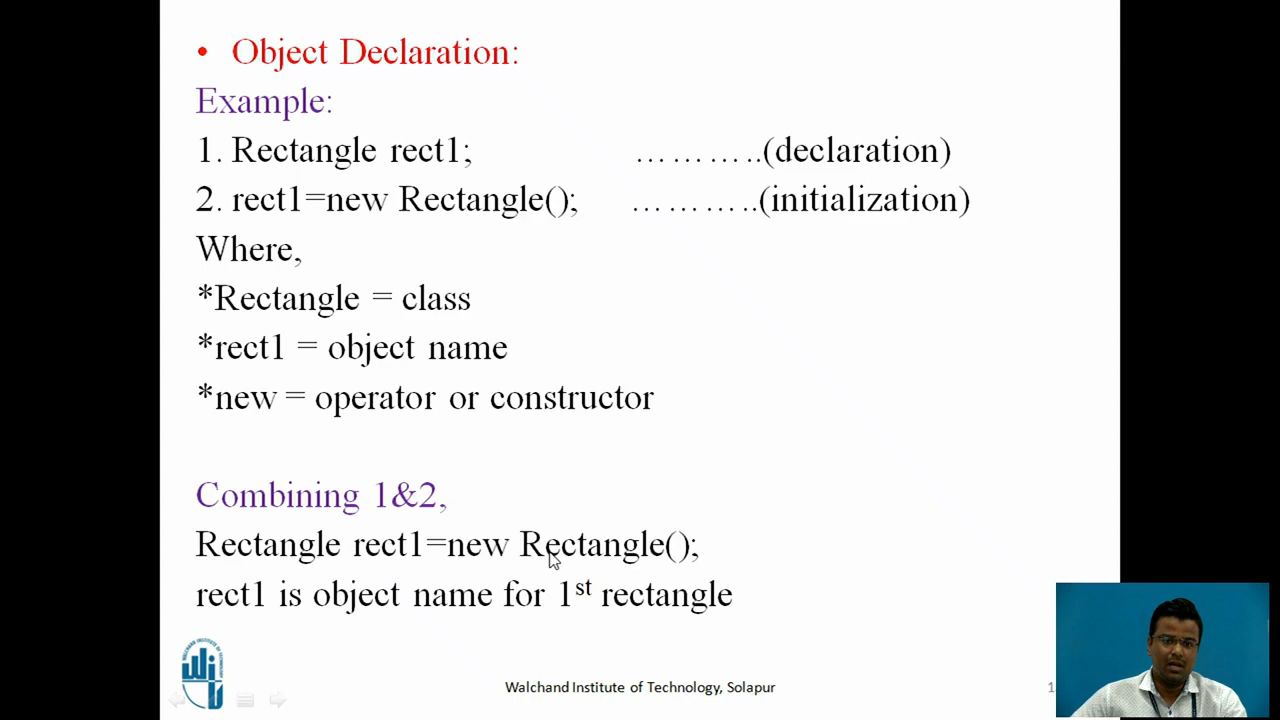 • Object Declaration:
Example:
1. Rectangle rect1; ………..(declaration)
2. rect1=new Rectangle(); ………..(initialization)
Where,
*Rectangle = class
*rect1 = object name
*new = operator or constructor
Combining 1&2,
Rectangle rect1=new Rectangle();
rect1 is object name for 1st rectangle
Walchand Institute of Technology, Solapur